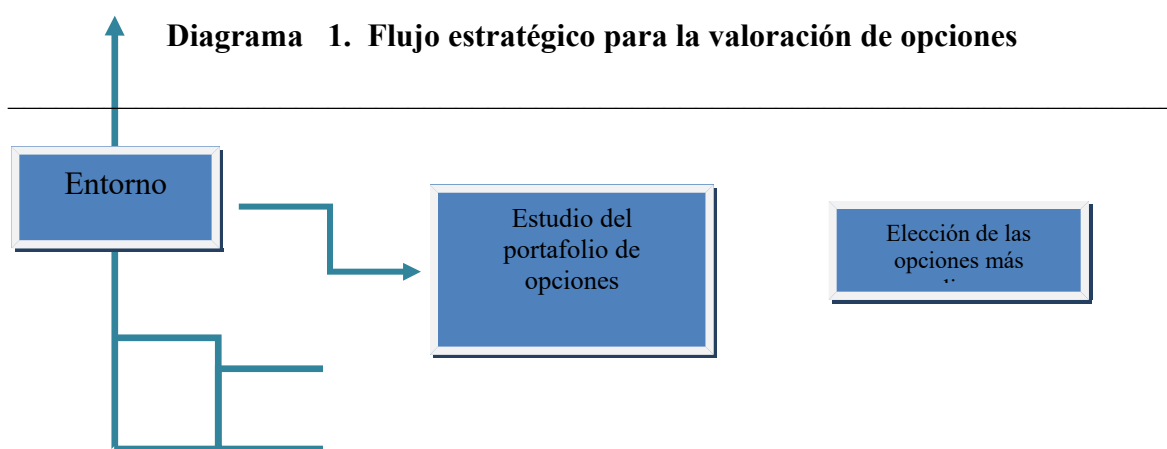 Diagrama 1. Flujo estratégico para la valoración de opciones
Entorno
Estudio del
portafolio de
opciones
Elección de las
opciones más